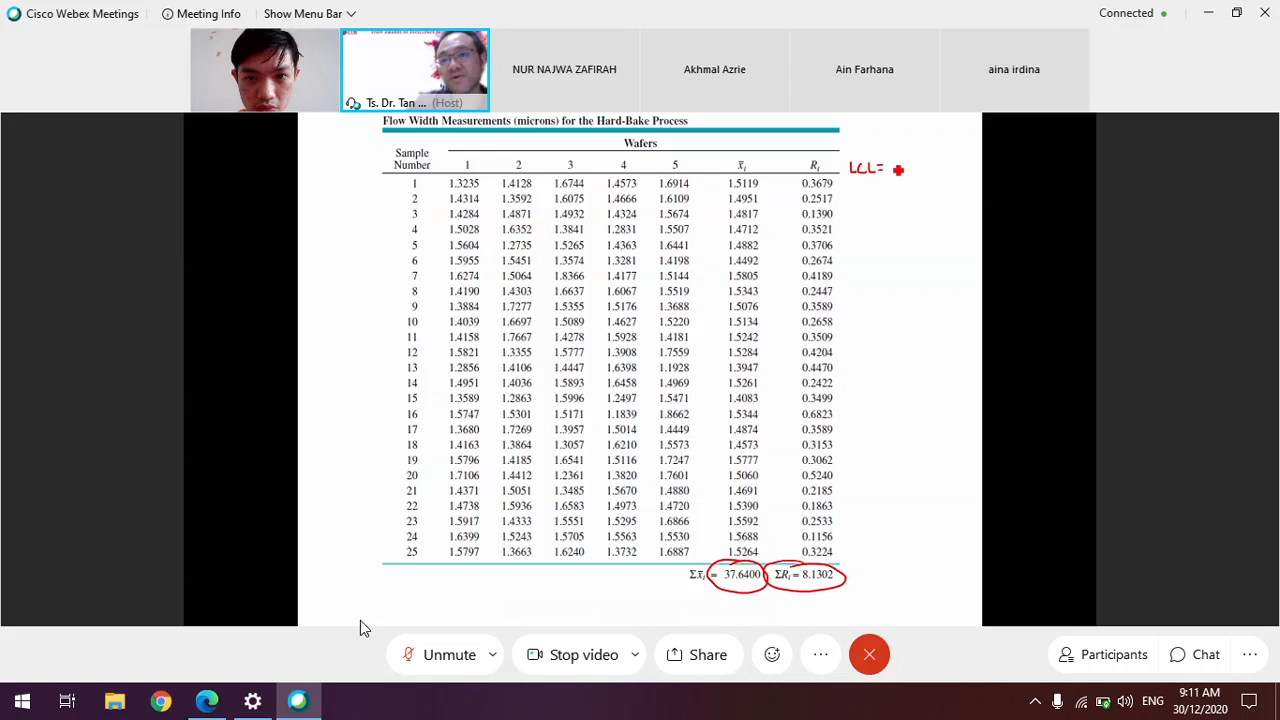 Cisco Webex Meetings Meeting Info Show Menu Bar Connected
NUR NAJWA ZAFIRAH Akhmal Azrie Ain Farhana aina irdina
Ts. Dr. Tan ... (Host)
Flow Width Measurements (microns) for the Hard-Bake Process
Wafers
Sample Number 1 2 3 4 5 x̄i Ri
LCL=
1 1.3235 1.4128 1.6744 1.4573 1.6914 1.5119 0.3679
2 1.4314 1.3592 1.6075 1.4666 1.6109 1.4951 0.2517
3 1.4284 1.4871 1.4932 1.4324 1.5674 1.4817 0.1390
4 1.5028 1.6352 1.3841 1.2831 1.5507 1.4712 0.3521
5 1.5604 1.2735 1.5265 1.4363 1.6441 1.4882 0.3706
6 1.5955 1.5451 1.3574 1.3281 1.4198 1.4492 0.2674
7 1.6274 1.5064 1.8366 1.4177 1.5144 1.5805 0.4189
8 1.4190 1.4303 1.6637 1.6067 1.5519 1.5343 0.2447
9 1.3884 1.7277 1.5355 1.5176 1.3688 1.5076 0.3589
10 1.4039 1.6697 1.5089 1.4627 1.5220 1.5134 0.2658
11 1.4158 1.7667 1.4278 1.5928 1.4181 1.5242 0.3509
12 1.5821 1.3355 1.5777 1.3908 1.7559 1.5284 0.4204
13 1.2856 1.4106 1.4447 1.6398 1.1928 1.3947 0.4470
14 1.4951 1.4036 1.5893 1.6458 1.4969 1.5261 0.2422
15 1.3589 1.2863 1.5996 1.2497 1.5471 1.4083 0.3499
16 1.5747 1.5301 1.5171 1.1839 1.8662 1.5344 0.6823
17 1.3680 1.7269 1.3957 1.5014 1.4449 1.4874 0.3589
18 1.4163 1.3864 1.3057 1.6210 1.5573 1.4573 0.3153
19 1.5796 1.4185 1.6541 1.5116 1.7247 1.5777 0.3062
20 1.7106 1.4412 1.2361 1.3820 1.7601 1.5060 0.5240
21 1.4371 1.5051 1.3485 1.5670 1.4880 1.4691 0.2185
22 1.4738 1.5936 1.6583 1.4973 1.4720 1.5390 0.1863
23 1.5917 1.4333 1.5551 1.5295 1.6866 1.5592 0.2533
24 1.6399 1.5243 1.5705 1.5563 1.5530 1.5688 0.1156
25 1.5797 1.3663 1.6240 1.3732 1.6887 1.5264 0.3224
Σx̄i = 37.6400 ΣRi = 8.1302
Unmute Stop video Share Participants Chat
ENG 9:11 AM
30/12/2020